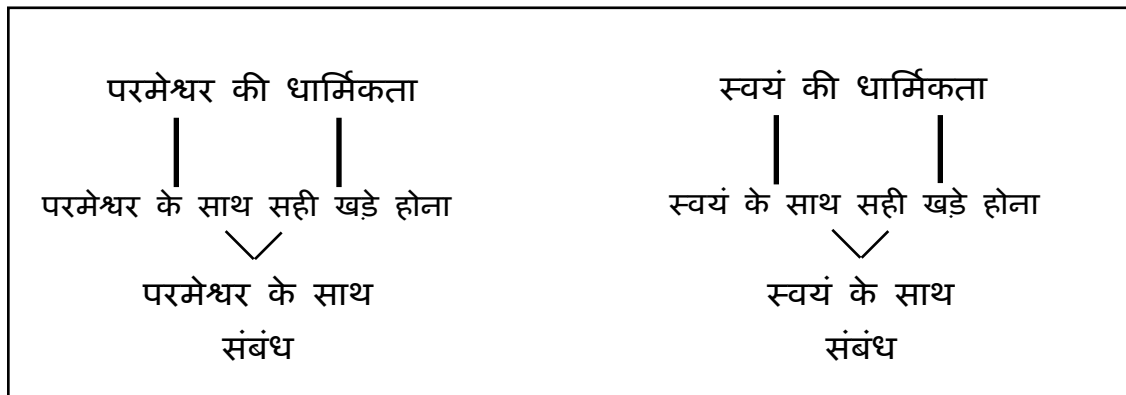 परमेश्वर की धार्मिकता
परमेश्वर के साथ सही खड़े होना
परमेश्वर के साथ
संबंध
स्वयं की धार्मिकता
स्वयं के साथ सही खड़े होना
स्वयं के साथ
संबंध